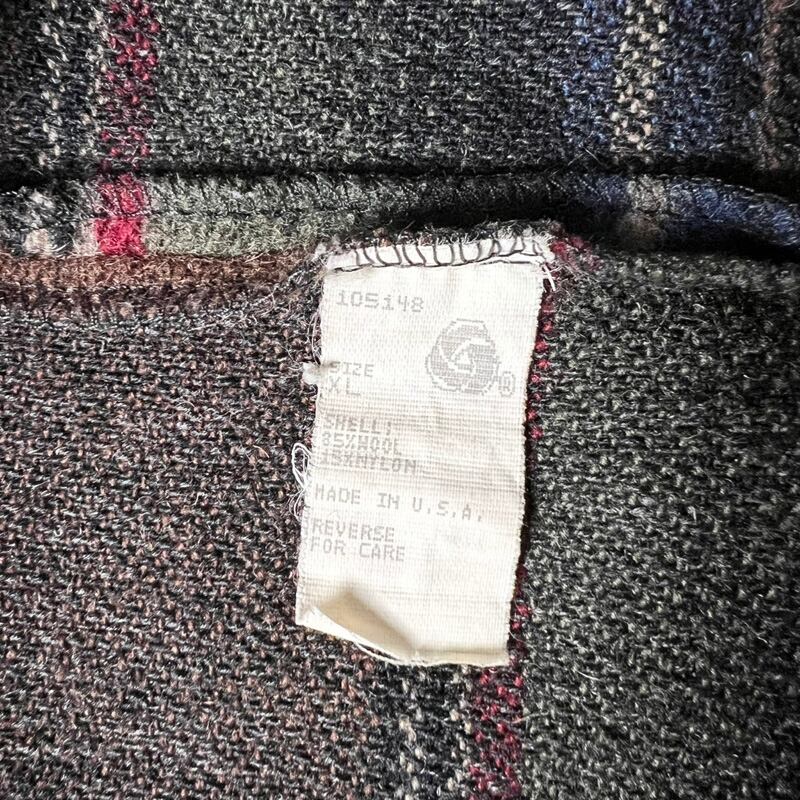 105148
SIZE
XL
®
SHELL:
85%WOOL
15%NYLON
MADE IN U.S.A.
REVERSE
FOR CARE